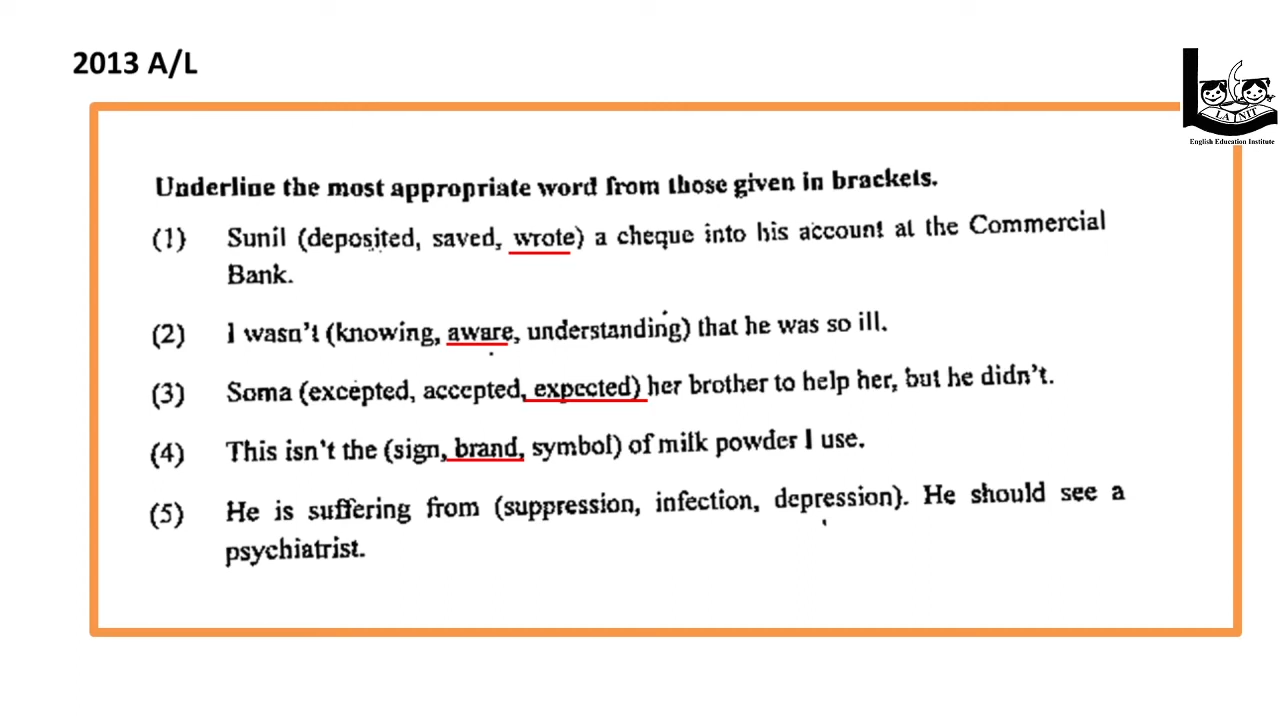 2013 A/L
LA NIT
English Education Institute
Underline the most appropriate word from those given in brackets.
(1) Sunil (deposited, saved, wrote) a cheque into his account at the Commercial
Bank.
(2) I wasn't (knowing, aware, understanding) that he was so ill.
(3) Soma (excepted, accepted, expected) her brother to help her, but he didn't.
(4) This isn't the (sign, brand, symbol) of milk powder I use.
(5) He is suffering from (suppression, infection, depression). He should see a
psychiatrist.